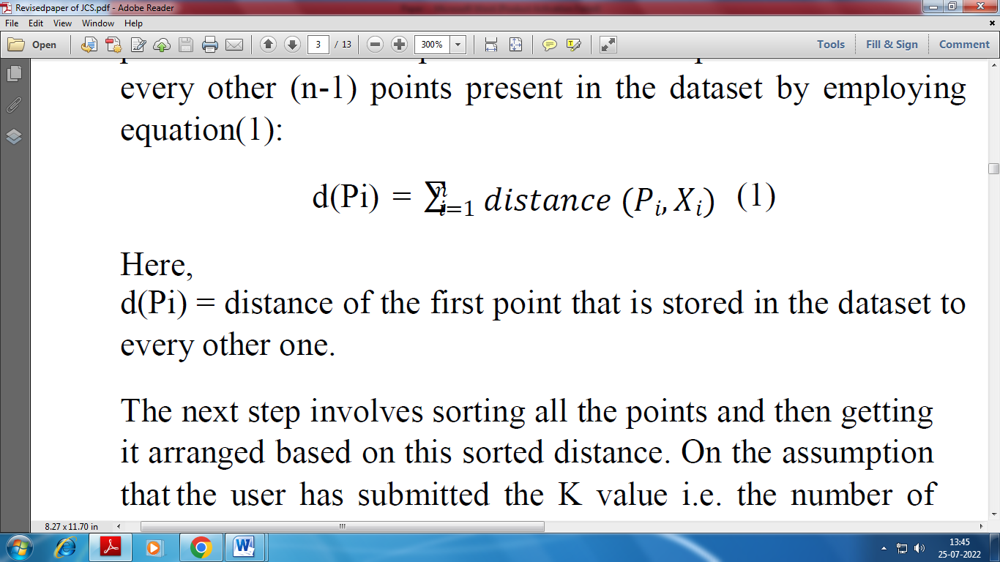 Revisedpaper of JCS.pdf - Adobe Reader
File Edit View Window Help
Open 3 / 13 300% Tools Fill & Sign Comment
every other (n-1) points present in the dataset by employing
equation(1):
d(Pi) = ∑ⁿᵢ₌₁ distance (Pᵢ, Xᵢ) (1)
Here,
d(Pi) = distance of the first point that is stored in the dataset to
every other one.
The next step involves sorting all the points and then getting
it arranged based on this sorted distance. On the assumption
that the user has submitted the K value i.e. the number of
8.27 x 11.70 in
13:45
25-07-2022